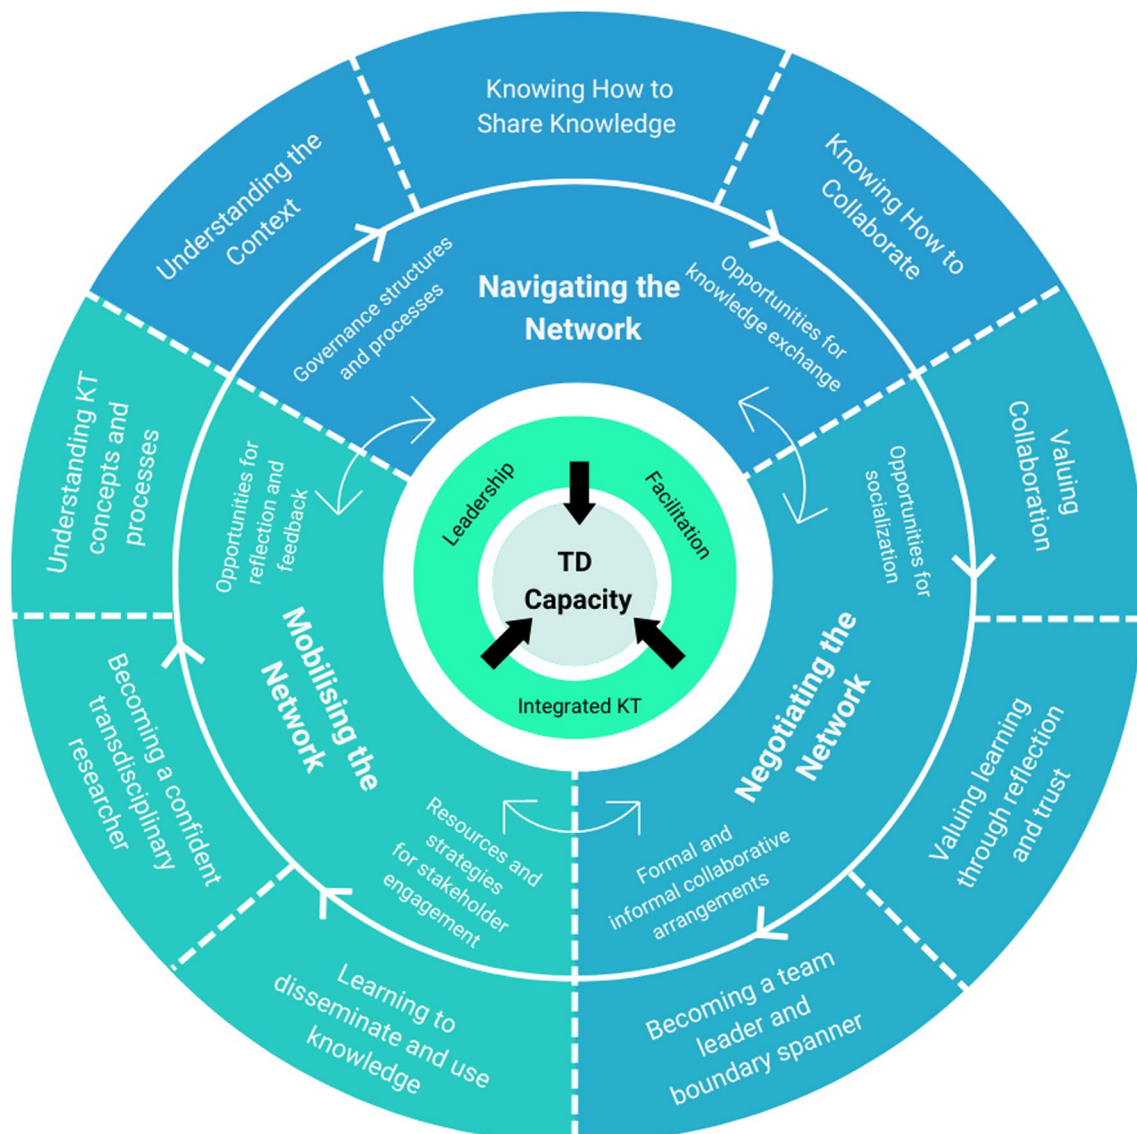 Knowing How to
Share Knowledge
Understanding the
Context
Knowing How to
Collaborate
Governance structures
and processes
Navigating the
Network
Opportunities for
knowledge exchange
Understanding KT
concepts and
processes
Opportunities for
reflection and
feedback
Leadership
Facilitation
TD
Capacity
Integrated KT
Opportunities for
socialization
Valuing
Collaboration
Mobilising the
Network
Negotiating the
Network
Becoming a confident
transdisciplinary
researcher
Resources and
strategies
for stakeholder
engagement
Formal and
informal collaborative
arrangements
Valuing learning
through reflection
and trust
Learning to
disseminate and use
knowledge
Becoming a team
leader and
boundary spanner